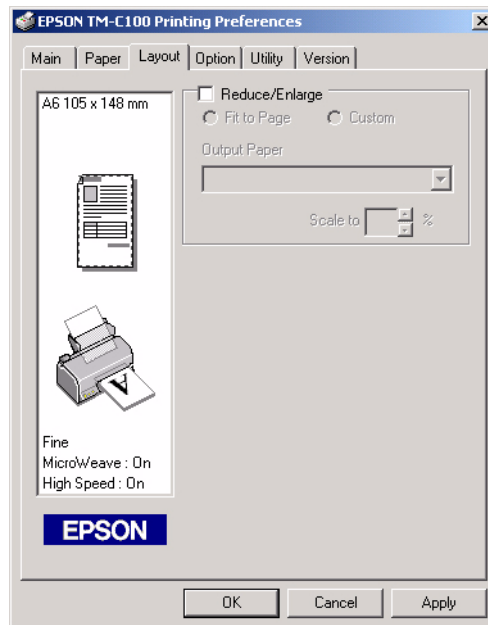 EPSON TM-C100 Printing Preferences
Main Paper Layout Option Utility Version
A6 105 x 148 mm
Reduce/Enlarge
Fit to Page Custom
Output Paper
Scale to %
A
Fine
MicroWeave : On
High Speed : On
EPSON
OK Cancel Apply